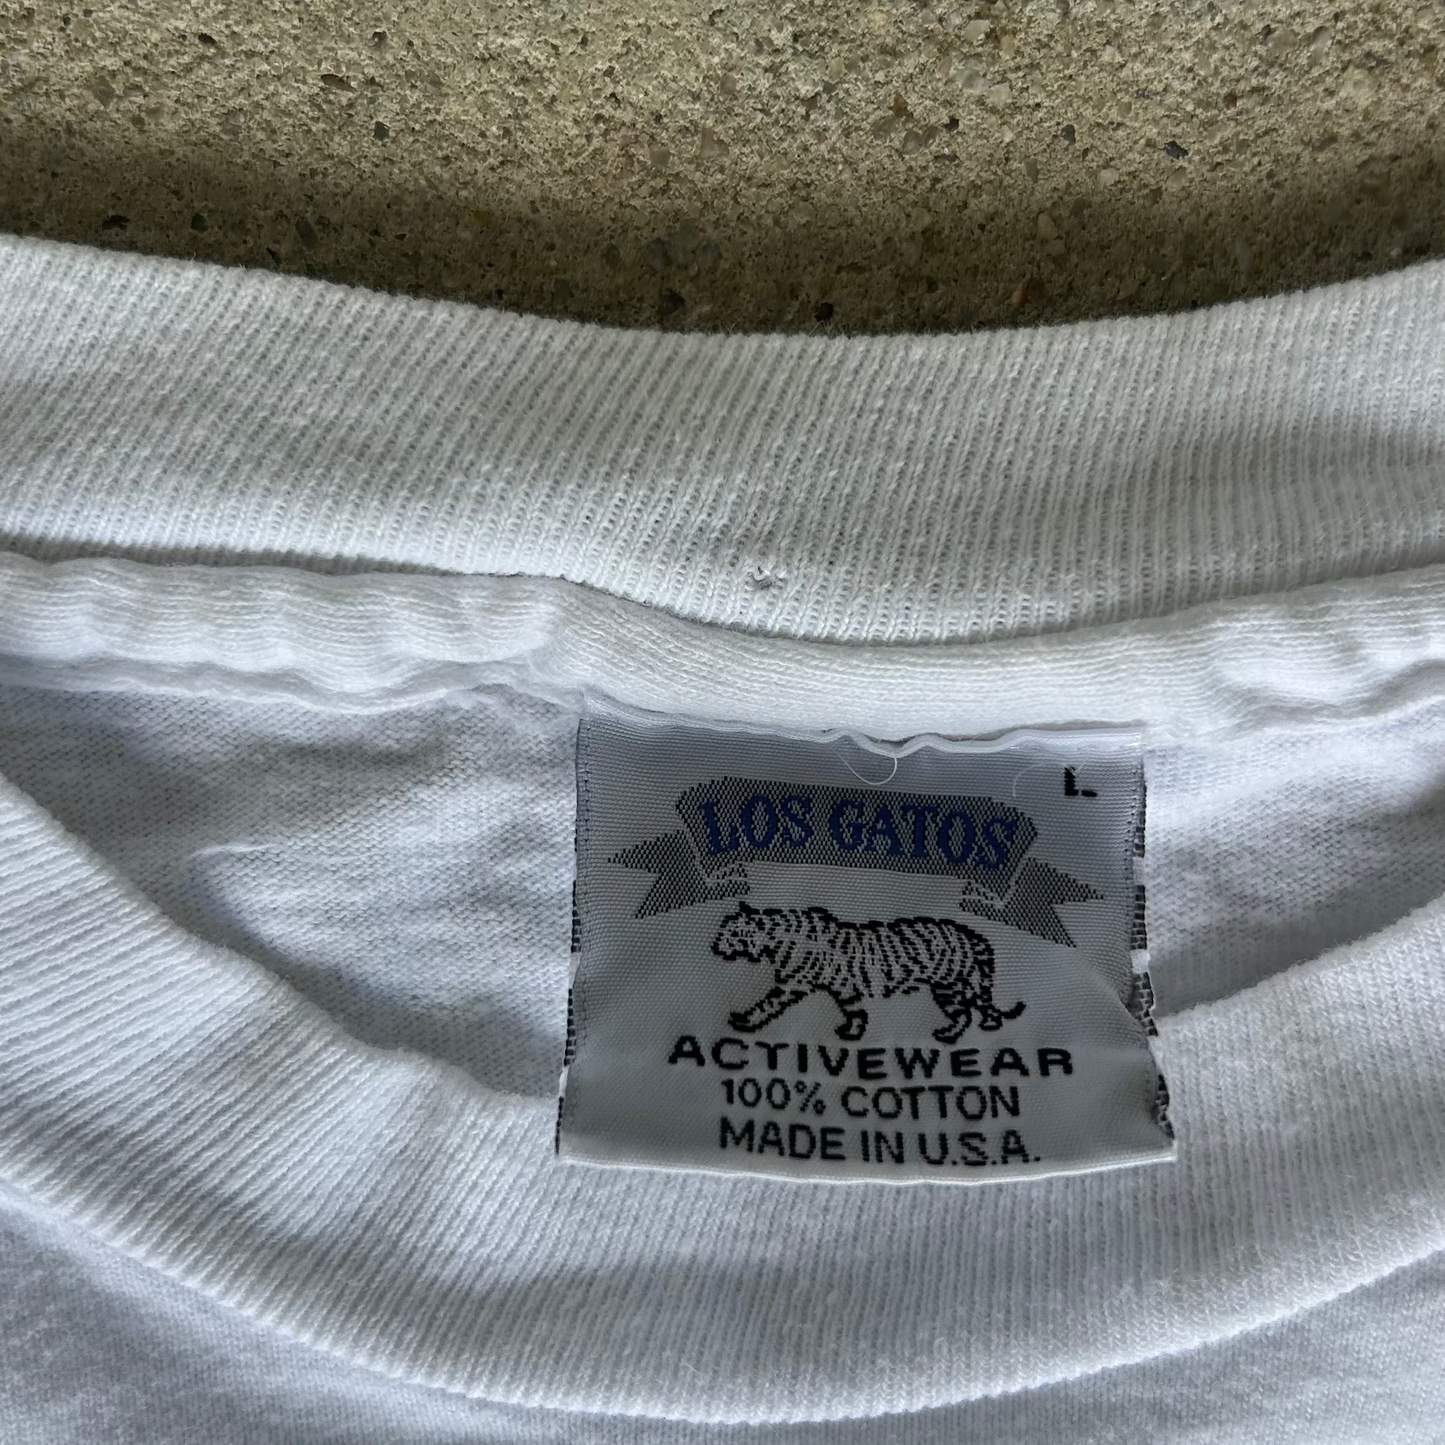 L
LOS GATOS
ACTIVEWEAR
100% COTTON
MADE IN U.S.A.